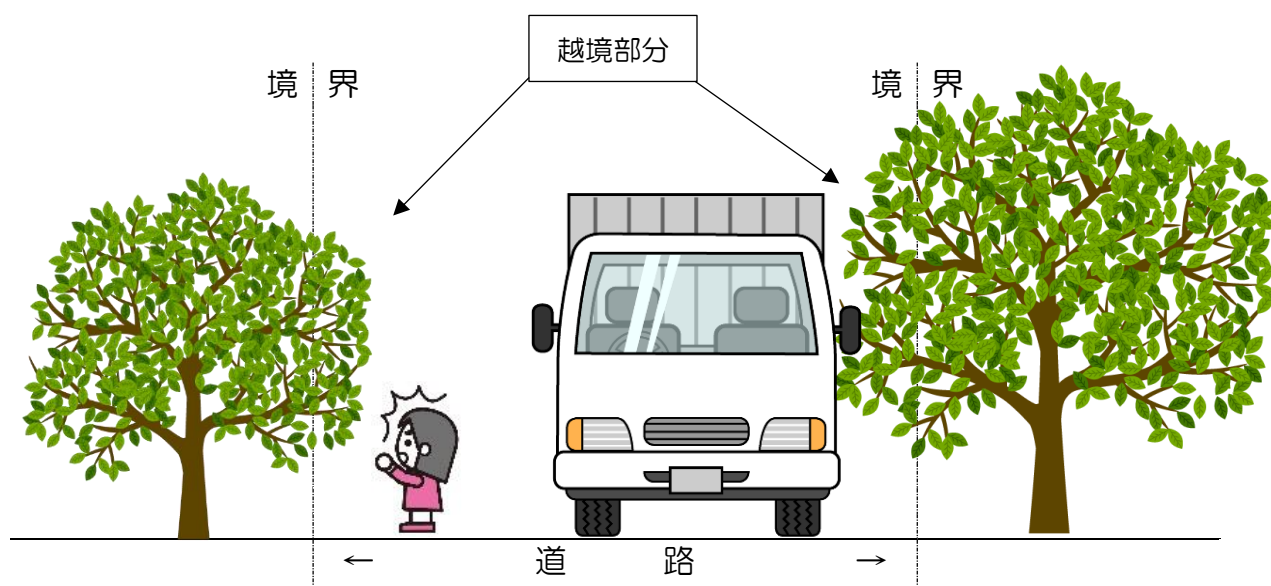 越境部分
境 界
境 界
← 道 路 →